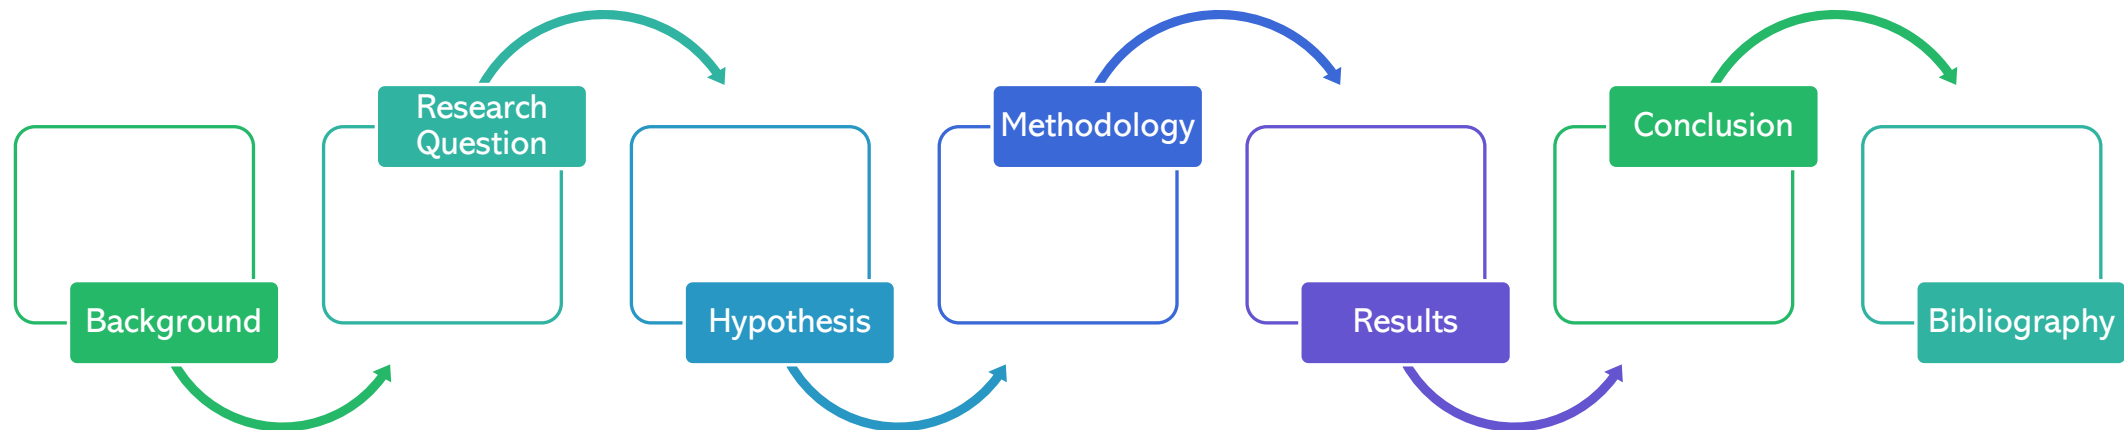 Background
Research
Question
Hypothesis
Methodology
Results
Conclusion
Bibliography